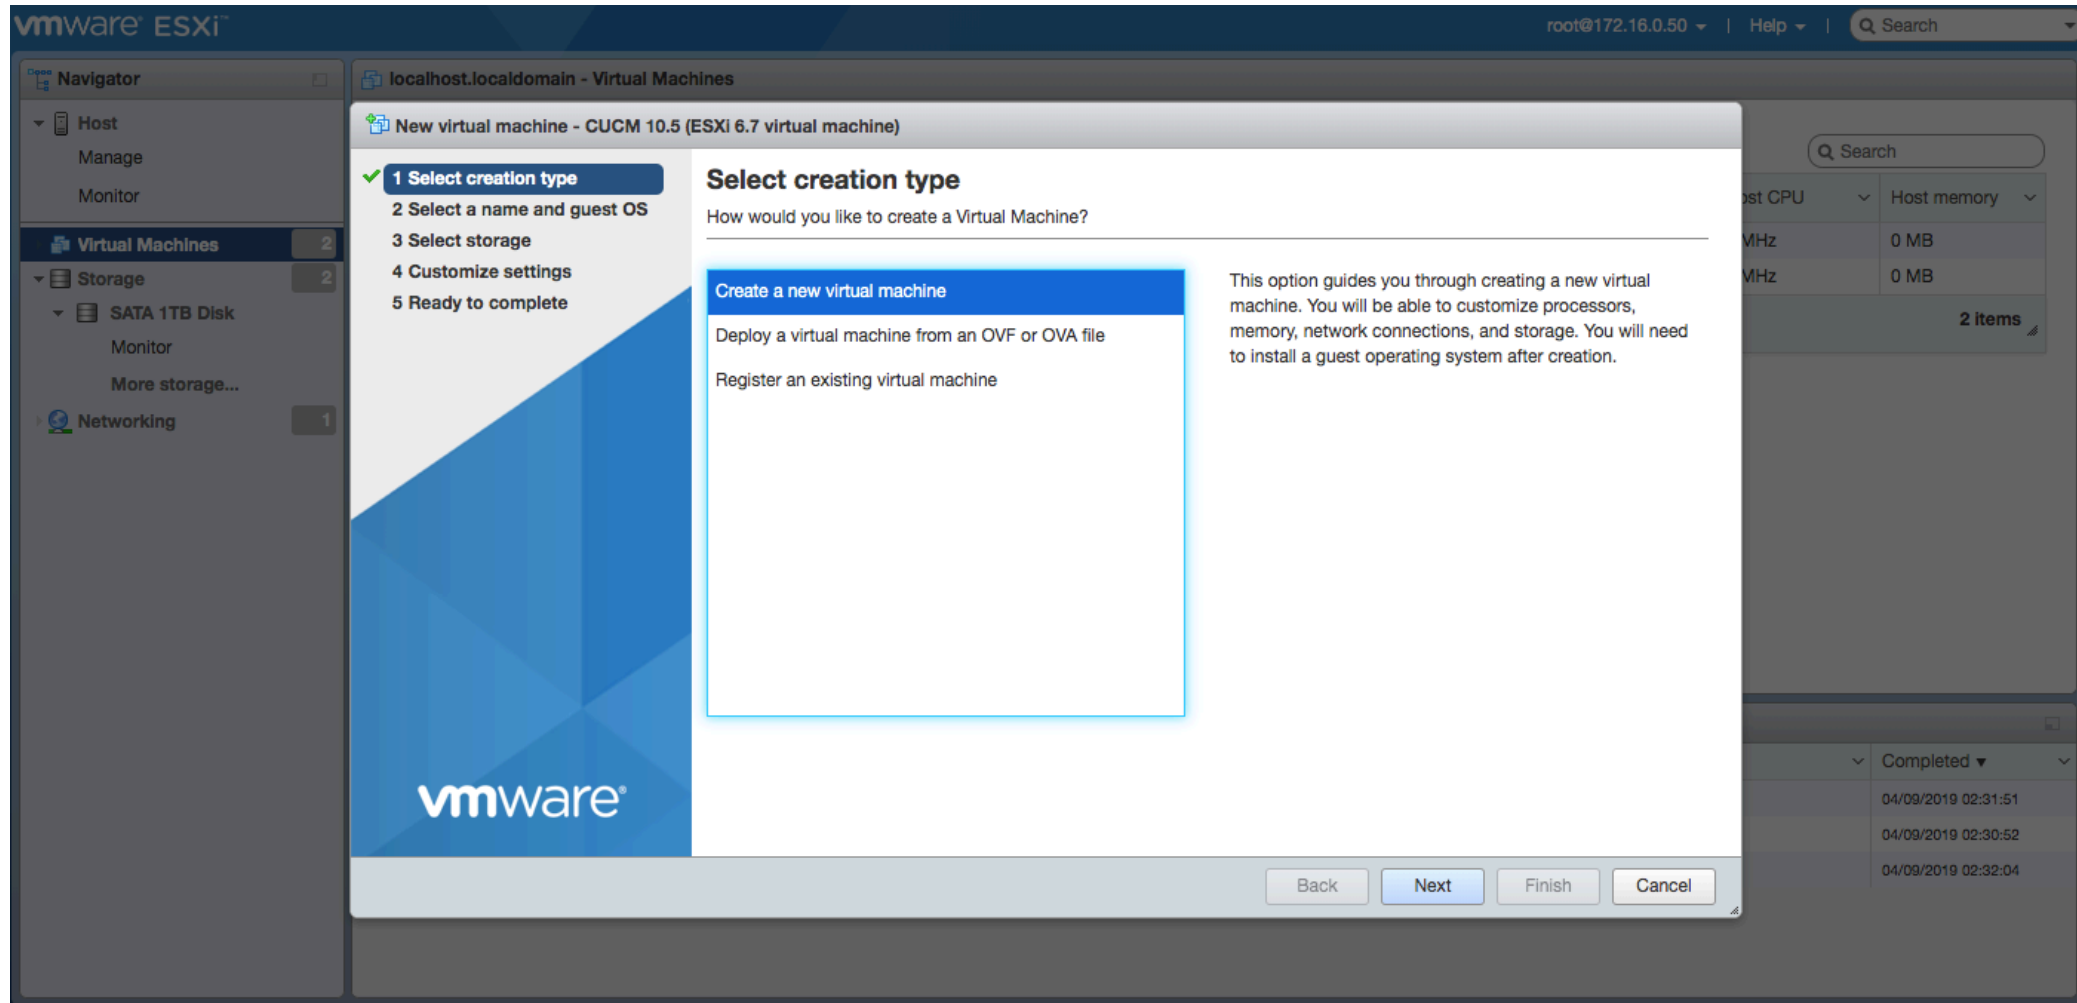 vmware® ESXi™
root@172.16.0.50 | Help | Search
Navigator
localhost.localdomain - Virtual Machines
Host
Manage
Monitor
Virtual Machines 2
Storage 2
SATA 1TB Disk
Monitor
More storage...
Networking 1
New virtual machine - CUCM 10.5 (ESXi 6.7 virtual machine)
1 Select creation type
2 Select a name and guest OS
3 Select storage
4 Customize settings
5 Ready to complete
vmware®
Select creation type
How would you like to create a Virtual Machine?
Create a new virtual machine
Deploy a virtual machine from an OVF or OVA file
Register an existing virtual machine
This option guides you through creating a new virtual
machine. You will be able to customize processors,
memory, network connections, and storage. You will need
to install a guest operating system after creation.
Back Next Finish Cancel
Search
CPU Host memory
MHz 0 MB
MHz 0 MB
2 items
Completed
04/09/2019 02:31:51
04/09/2019 02:30:52
04/09/2019 02:32:04